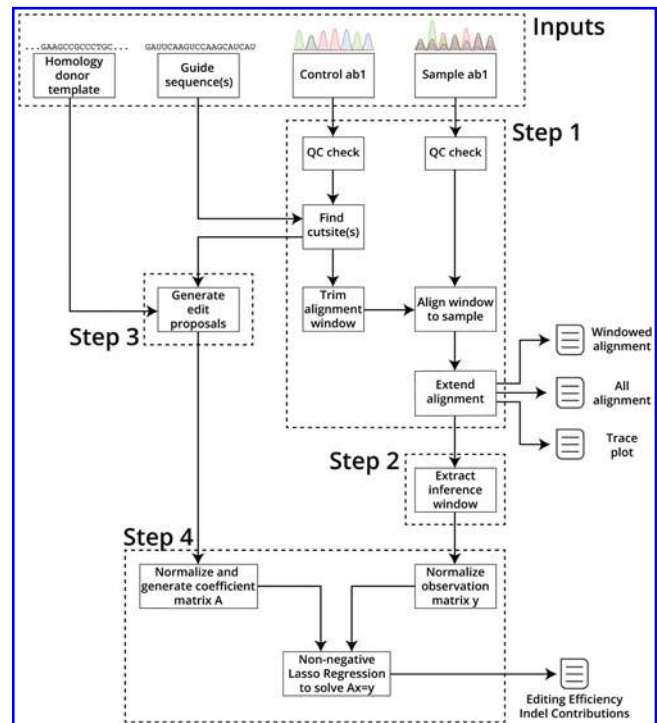 Inputs
...GAAGCCGCCCTGC...
GAUUCAAGUCCAAGCAUCAU
Homology
donor
template
Guide
sequence(s)
Control ab1
Sample ab1
Step 1
QC check
QC check
Find
cutsite(s)
Generate
edit
proposals
Trim
alignment
window
Align window
to sample
Step 3
Windowed
alignment
Extend
alignment
All
alignment
Trace
plot
Step 2
Extract
inference
window
Step 4
Normalize and
generate coefficient
matrix A
Normalize
observation
matrix y
Non-negative
Lasso Regression
to solve Ax=y
Editing Efficiency
Indel Contributions